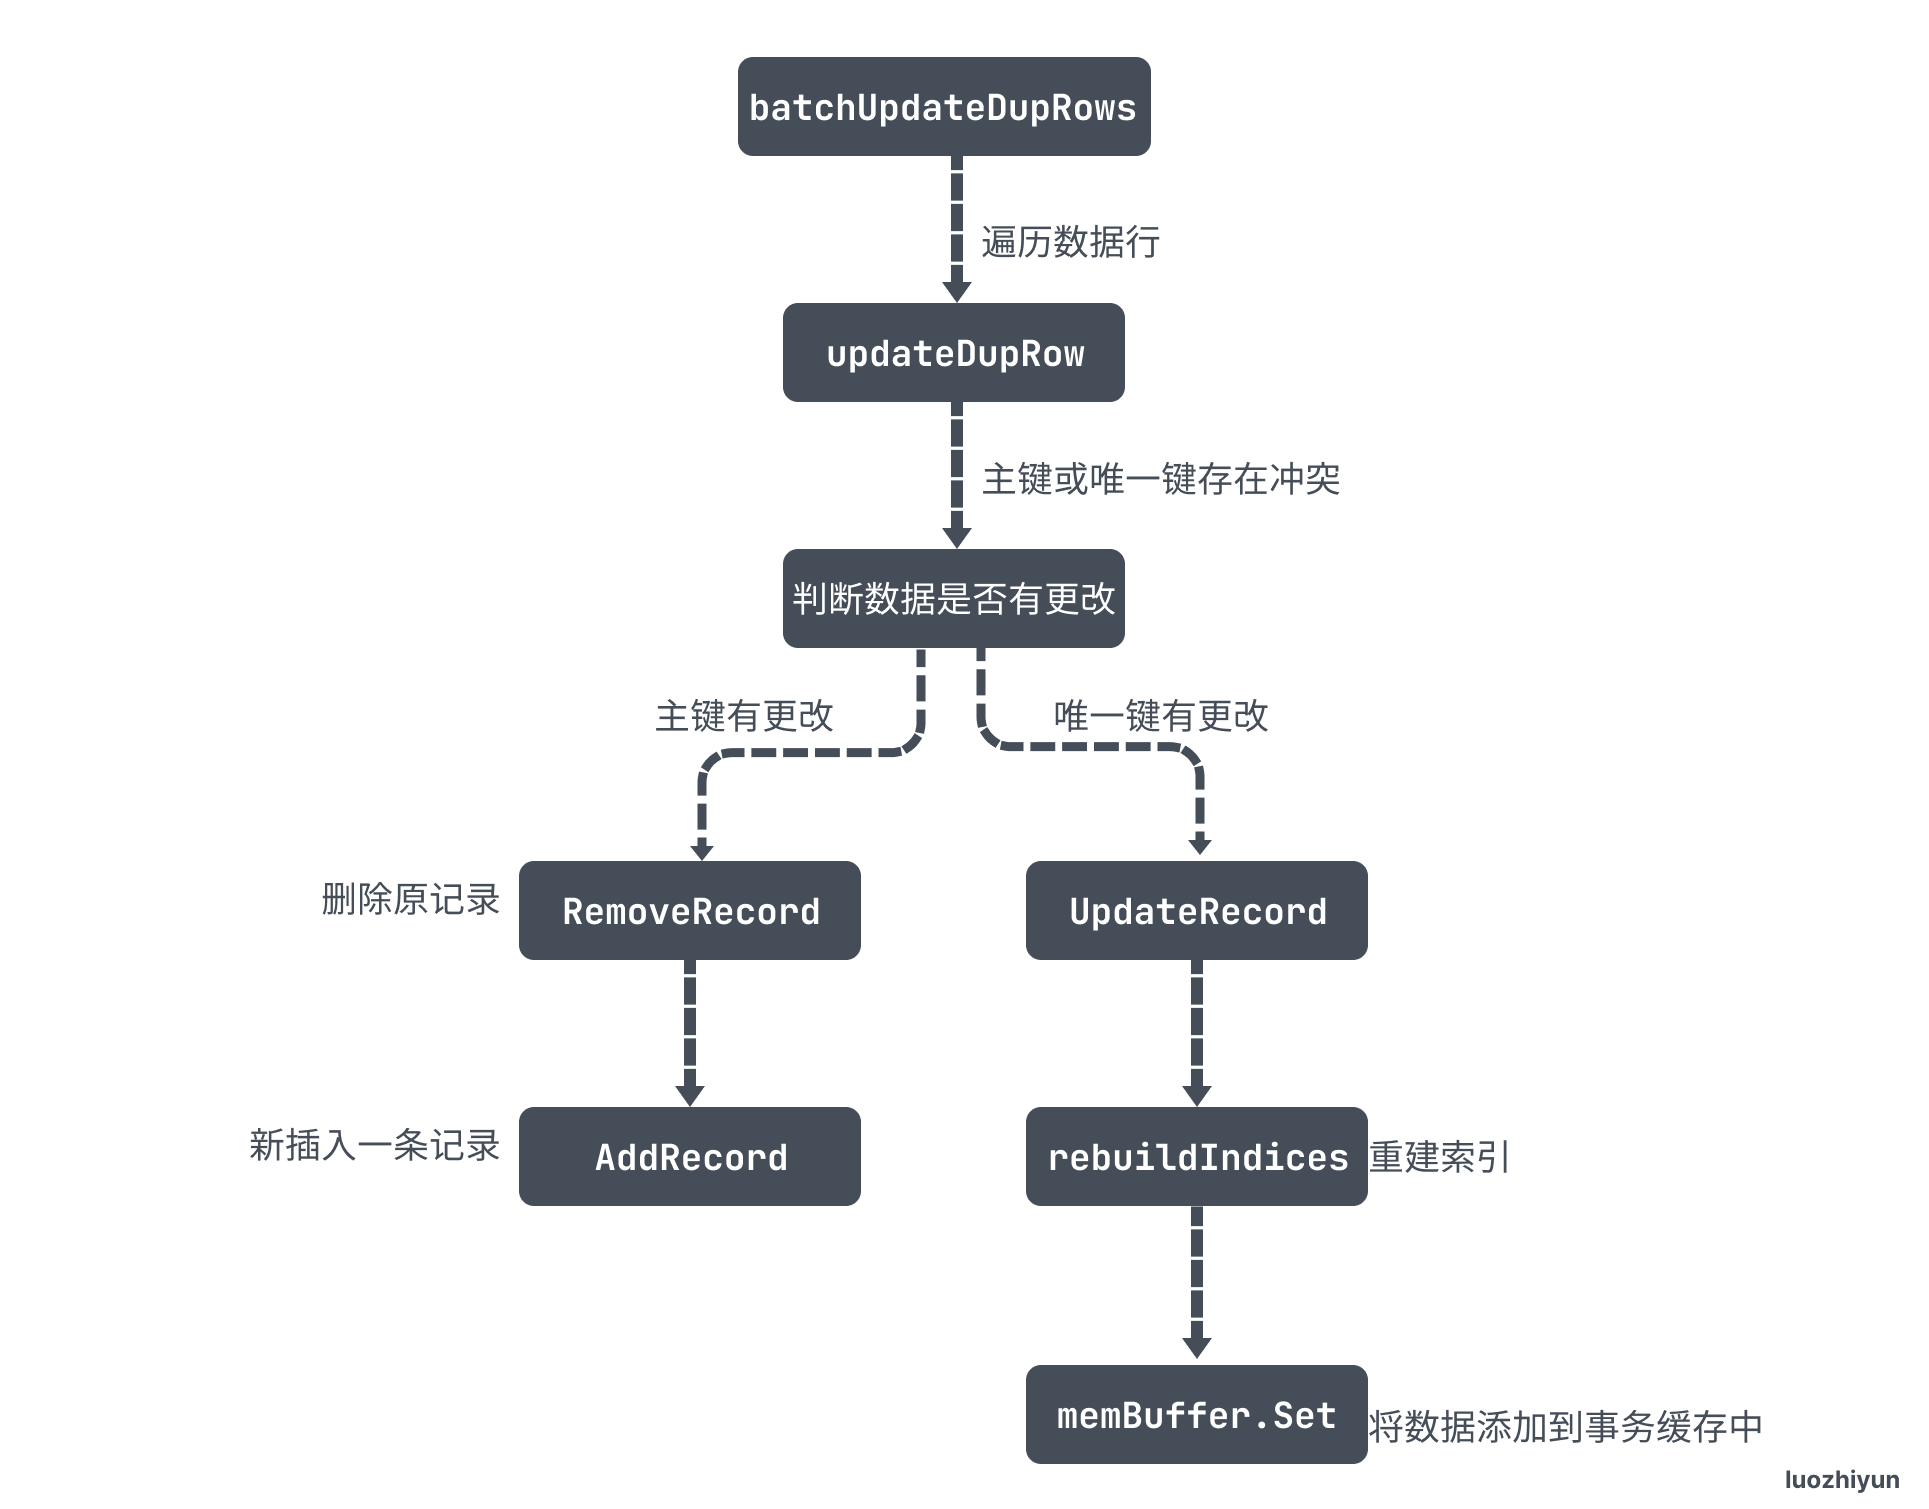 batchUpdateDupRows
遍历数据行
updateDupRow
主键或唯一键存在冲突
判断数据是否有更改
主键有更改
唯一键有更改
删除原记录
RemoveRecord
UpdateRecord
新插入一条记录
AddRecord
rebuildIndices
重建索引
memBuffer.Set
将数据添加到事务缓存中
luozhiyun